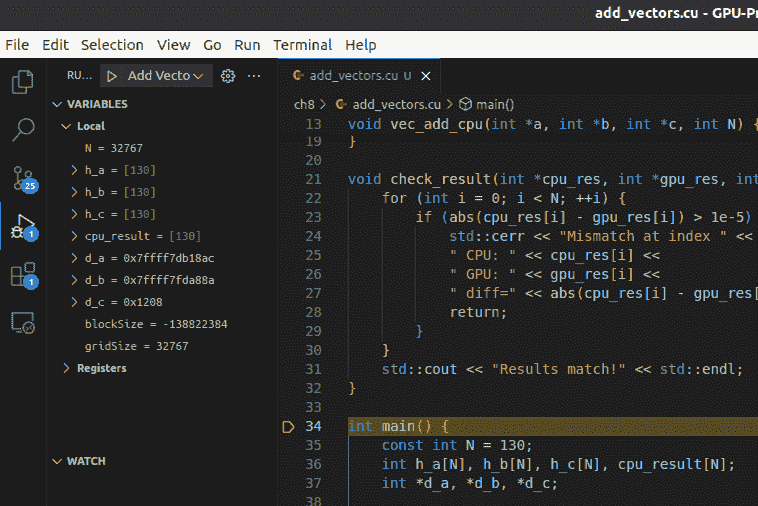 add_vectors.cu - GPU-Pr
File Edit Selection View Go Run Terminal Help
RU... Add Vecto ...
VARIABLES
Local
N = 32767
h_a = [130]
h_b = [130]
h_c = [130]
cpu_result = [130]
d_a = 0x7ffff7db18ac
d_b = 0x7ffff7fda88a
d_c = 0x1208
blockSize = -138822384
gridSize = 32767
Registers
WATCH
25
1
1
add_vectors.cu U
ch8 > add_vectors.cu > main()
13 void vec_add_cpu(int *a, int *b, int *c, int N) {
19 }
20
21 void check_result(int *cpu_res, int *gpu_res, int
22 for (int i = 0; i < N; ++i) {
23 if (abs(cpu_res[i] - gpu_res[i]) > 1e-5)
24 std::cerr << "Mismatch at index " <<
25 " CPU: " << cpu_res[i] <<
26 " GPU: " << gpu_res[i] <<
27 " diff=" << abs(cpu_res[i] - gpu_res[
28 return;
29 }
30 }
31 std::cout << "Results match!" << std::endl;
32 }
33
34 int main() {
35 const int N = 130;
36 int h_a[N], h_b[N], h_c[N], cpu_result[N];
37 int *d_a, *d_b, *d_c;
38